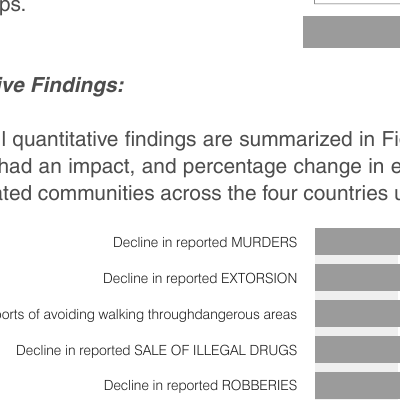 ps.
ive Findings:
l quantitative findings are summarized in Fi
had an impact, and percentage change in e
ated communities across the four countries u
Decline in reported MURDERS
Decline in reported EXTORSION
orts of avoiding walking throughdangerous areas
Decline in reported SALE OF ILLEGAL DRUGS
Decline in reported ROBBERIES